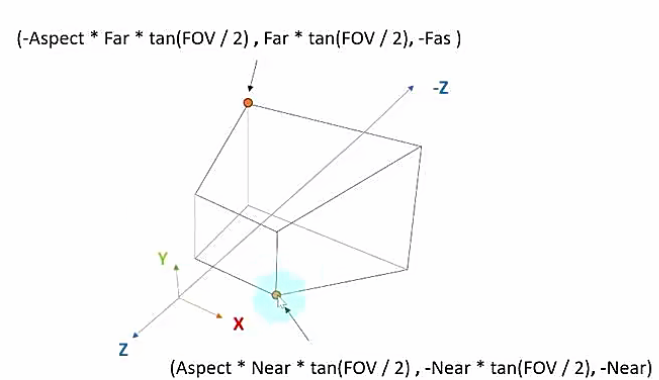 (-Aspect * Far * tan(FOV / 2) , Far * tan(FOV / 2), -Fas )
-Z
Y
X
Z
(Aspect * Near * tan(FOV / 2) , -Near * tan(FOV / 2), -Near)